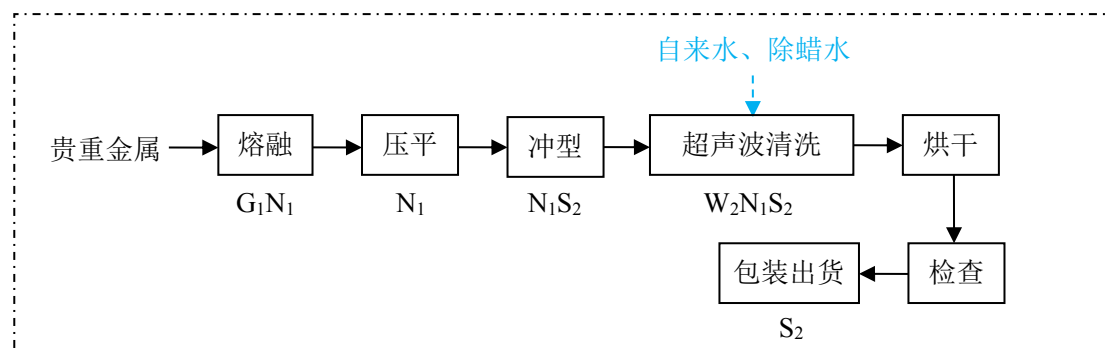 自来水、除蜡水
贵重金属
熔融
压平
冲型
超声波清洗
烘干
G₁N₁
N₁
N₁S₂
W₂N₁S₂
包装出货
检查
S₂